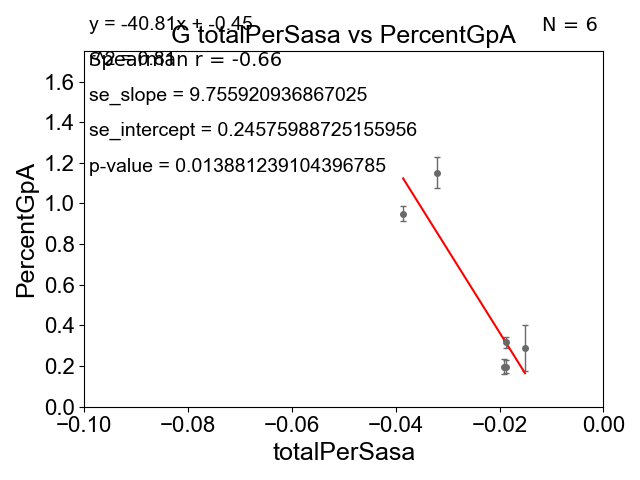 y = -40.81x + -0.45
N = 6
G totalPerSasa vs PercentGpA
Spearman r = -0.66
se_slope = 9.755920936867025
se_intercept = 0.24575988725155956
p-value = 0.013881239104396785
PercentGpA
1.6
1.4
1.2
1.0
0.8
0.6
0.4
0.2
0.0
−0.10 −0.08 −0.06 −0.04 −0.02 0.00
totalPerSasa